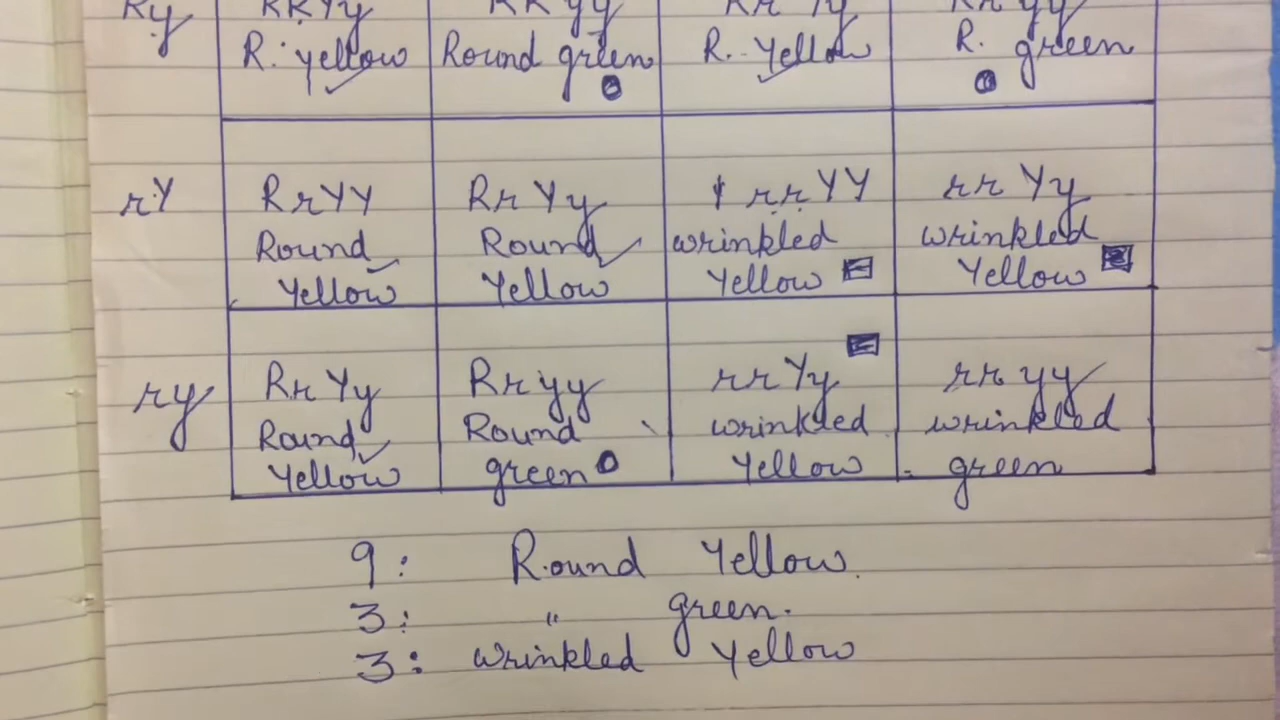 Ry RRYy RRyy RrYy Rryy
R. yellow Round green R. Yellow R. green
rY RrYY RrYy rrYY rrYy
Round Round wrinkled wrinkled
Yellow Yellow Yellow Yellow
ry RrYy Rryy rrYy rryy
Round Round wrinkled wrinkled
Yellow green Yellow green
9: Round Yellow.
3: " green.
3: wrinkled Yellow